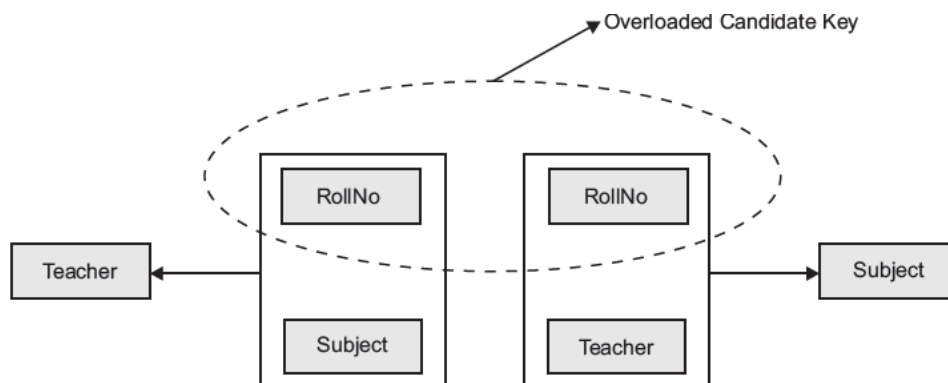 Overloaded Candidate Key
RollNo
RollNo
Teacher
Subject
Subject
Teacher